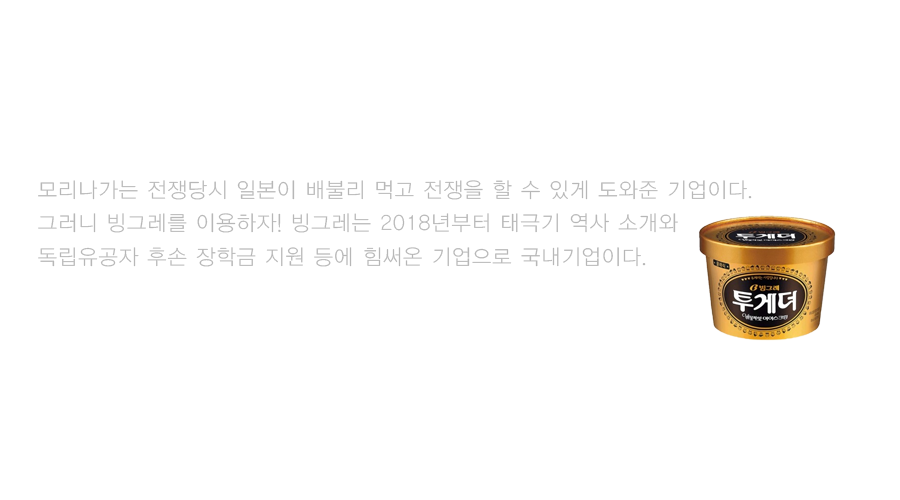 모리나가는 전쟁당시 일본이 배불리 먹고 전쟁을 할 수 있게 도와준 기업이다.
그러니 빙그레를 이용하자! 빙그레는 2018년부터 태극기 역사 소개와
독립유공자 후손 장학금 지원 등에 힘써온 기업으로 국내기업이다.
투게더
빙그레
투게더